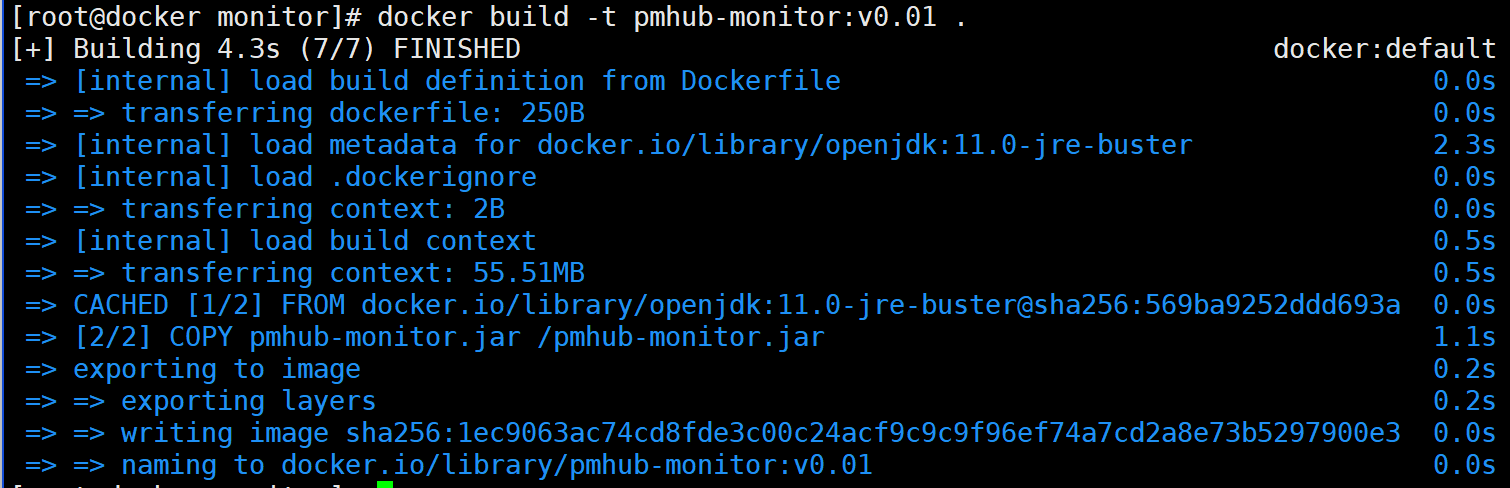 [root@docker monitor]# docker build -t pmhub-monitor:v0.01 .
[+] Building 4.3s (7/7) FINISHED docker:default
=> [internal] load build definition from Dockerfile 0.0s
=> => transferring dockerfile: 250B 0.0s
=> [internal] load metadata for docker.io/library/openjdk:11.0-jre-buster 2.3s
=> [internal] load .dockerignore 0.0s
=> => transferring context: 2B 0.0s
=> [internal] load build context 0.5s
=> => transferring context: 55.51MB 0.5s
=> CACHED [1/2] FROM docker.io/library/openjdk:11.0-jre-buster@sha256:569ba9252ddd693a 0.0s
=> [2/2] COPY pmhub-monitor.jar /pmhub-monitor.jar 1.1s
=> exporting to image 0.2s
=> => exporting layers 0.2s
=> => writing image sha256:1ec9063ac74cd8fde3c00c24acf9c9c9f96ef74a7cd2a8e73b5297900e3 0.0s
=> => naming to docker.io/library/pmhub-monitor:v0.01 0.0s